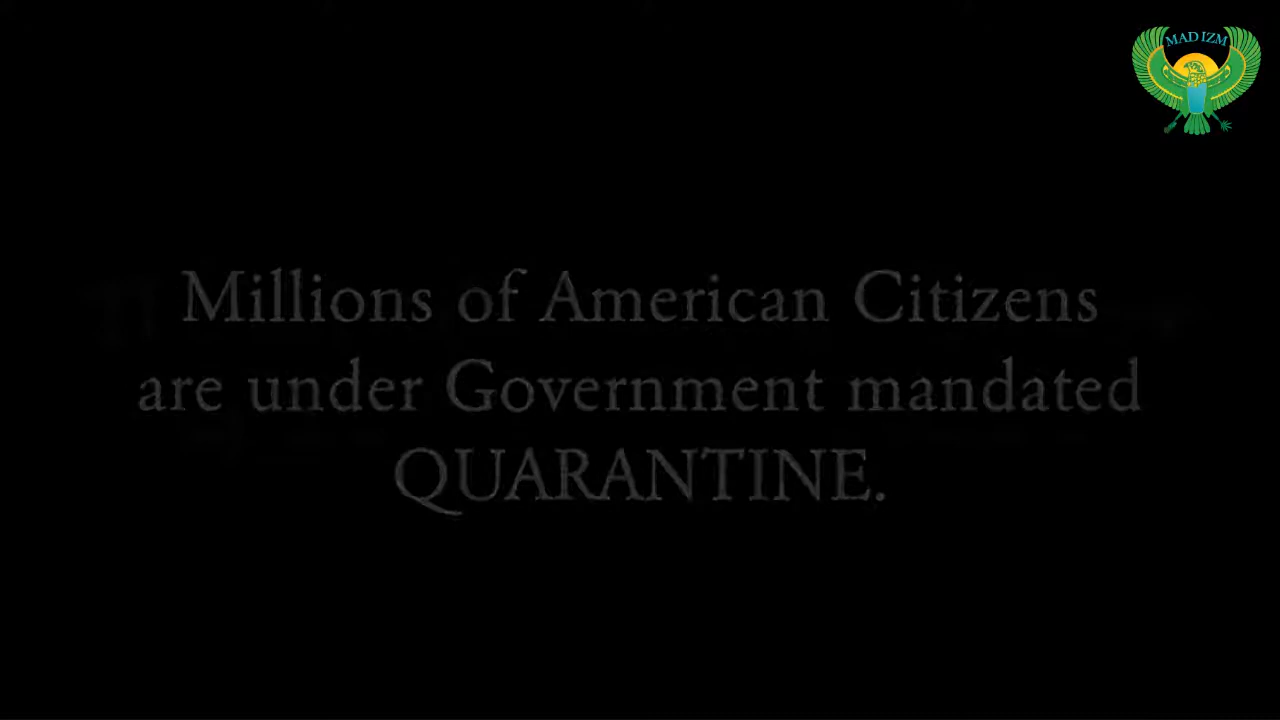 MAD IZM
Millions of American Citizens
are under Government mandated
QUARANTINE.